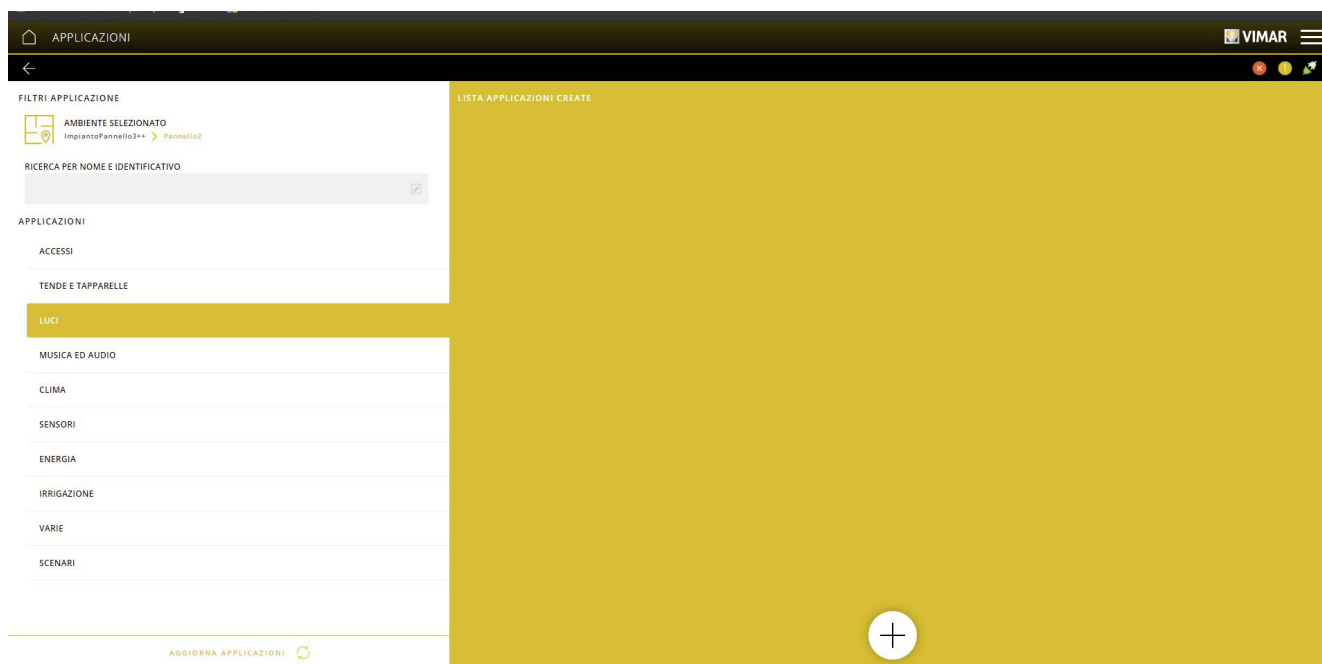 APPLICAZIONI
VIMAR
FILTRI APPLICAZIONE
AMBIENTE SELEZIONATO
ImpiantoPannello3++ > Pannello2
RICERCA PER NOME E IDENTIFICATIVO
APPLICAZIONI
ACCESSI
TENDE E TAPPARELLE
LUCI
MUSICA ED AUDIO
CLIMA
SENSORI
ENERGIA
IRRIGAZIONE
VARIE
SCENARI
AGGIORNA APPLICAZIONI
LISTA APPLICAZIONI CREATE